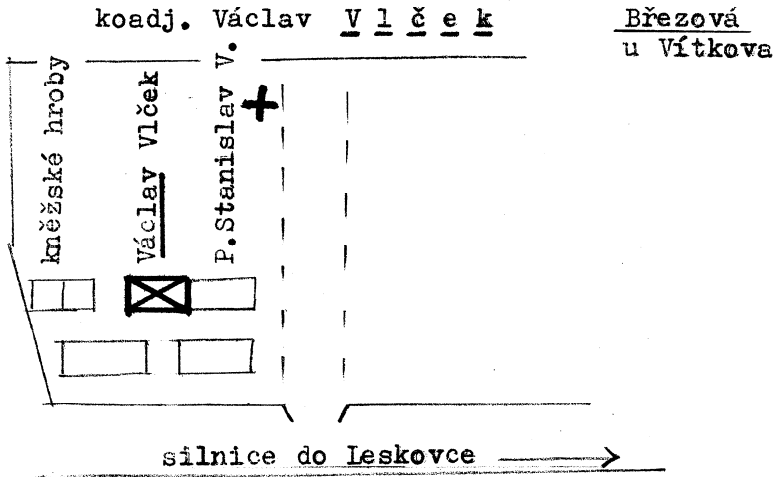 koadj. Václav Vlček
Březová
u Vítkova
kněžské hroby
Václav Vlček
P.Stanislav V.
silnice do Leskovce